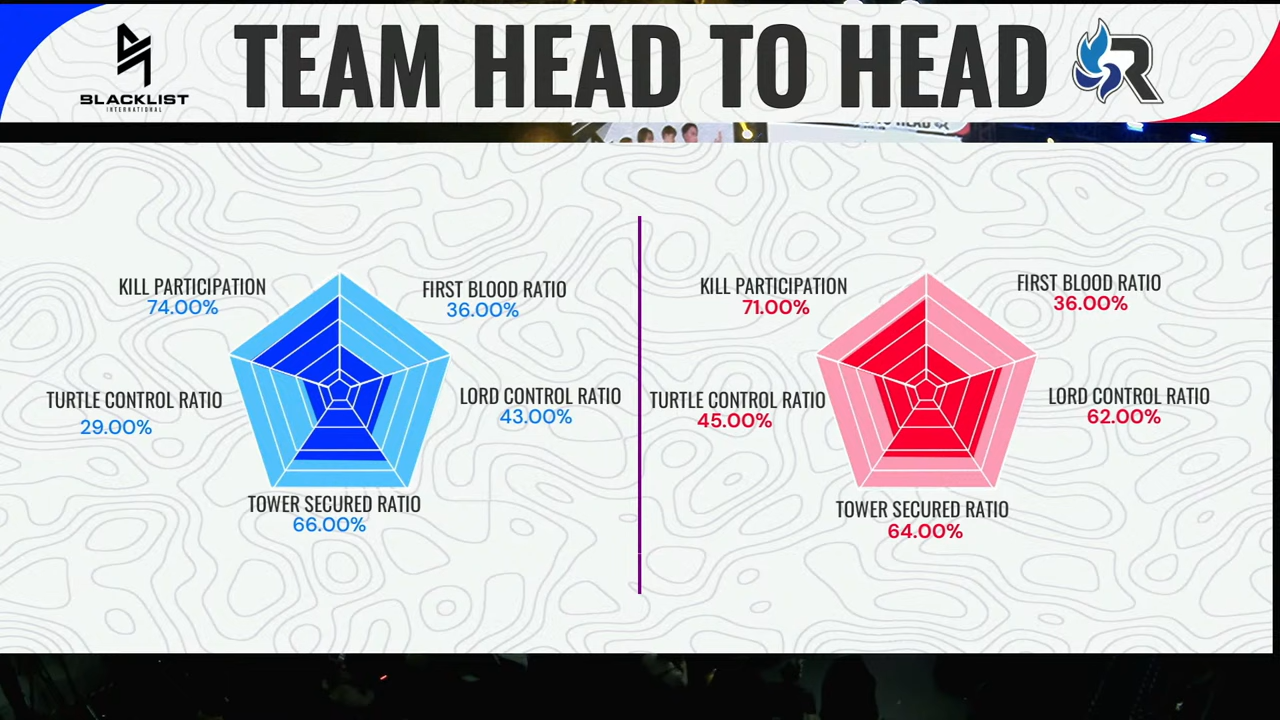 BLACKLIST
INTERNATIONAL
TEAM HEAD TO HEAD
R
KILL PARTICIPATION
74.00%
FIRST BLOOD RATIO
36.00%
TURTLE CONTROL RATIO
29.00%
LORD CONTROL RATIO
43.00%
TOWER SECURED RATIO
66.00%
KILL PARTICIPATION
71.00%
FIRST BLOOD RATIO
36.00%
TURTLE CONTROL RATIO
45.00%
LORD CONTROL RATIO
62.00%
TOWER SECURED RATIO
64.00%